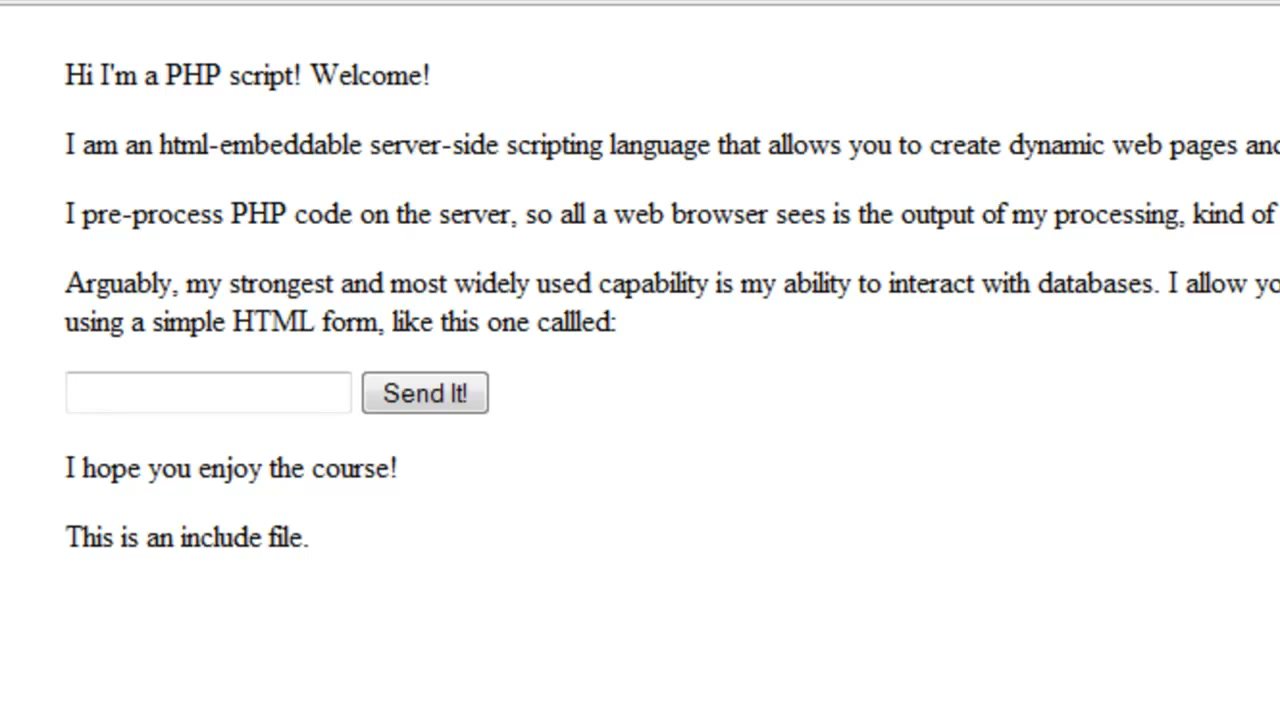 Hi I'm a PHP script! Welcome!
I am an html-embeddable server-side scripting language that allows you to create dynamic web pages and
I pre-process PHP code on the server, so all a web browser sees is the output of my processing, kind of
Arguably, my strongest and most widely used capability is my ability to interact with databases. I allow yo
using a simple HTML form, like this one callled:
Send It!
I hope you enjoy the course!
This is an include file.